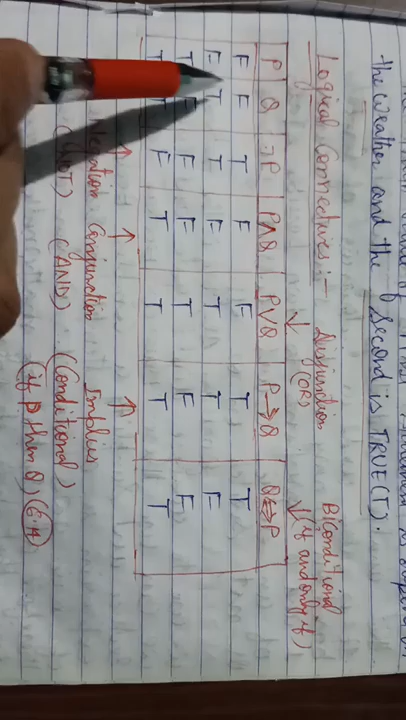 the weather and the second is TRUE(T).
Logical Connectives :-
Disjunction Biconditional
(OR) (if and only if)
P Q ¬P P∧Q P∨Q P→Q Q⇔P
F F T F F T T
F T T F T T F
T F F T F F
T F T T T T
Conjunction Implies
(NOT) (AND) (Conditional)
(if P then Q)